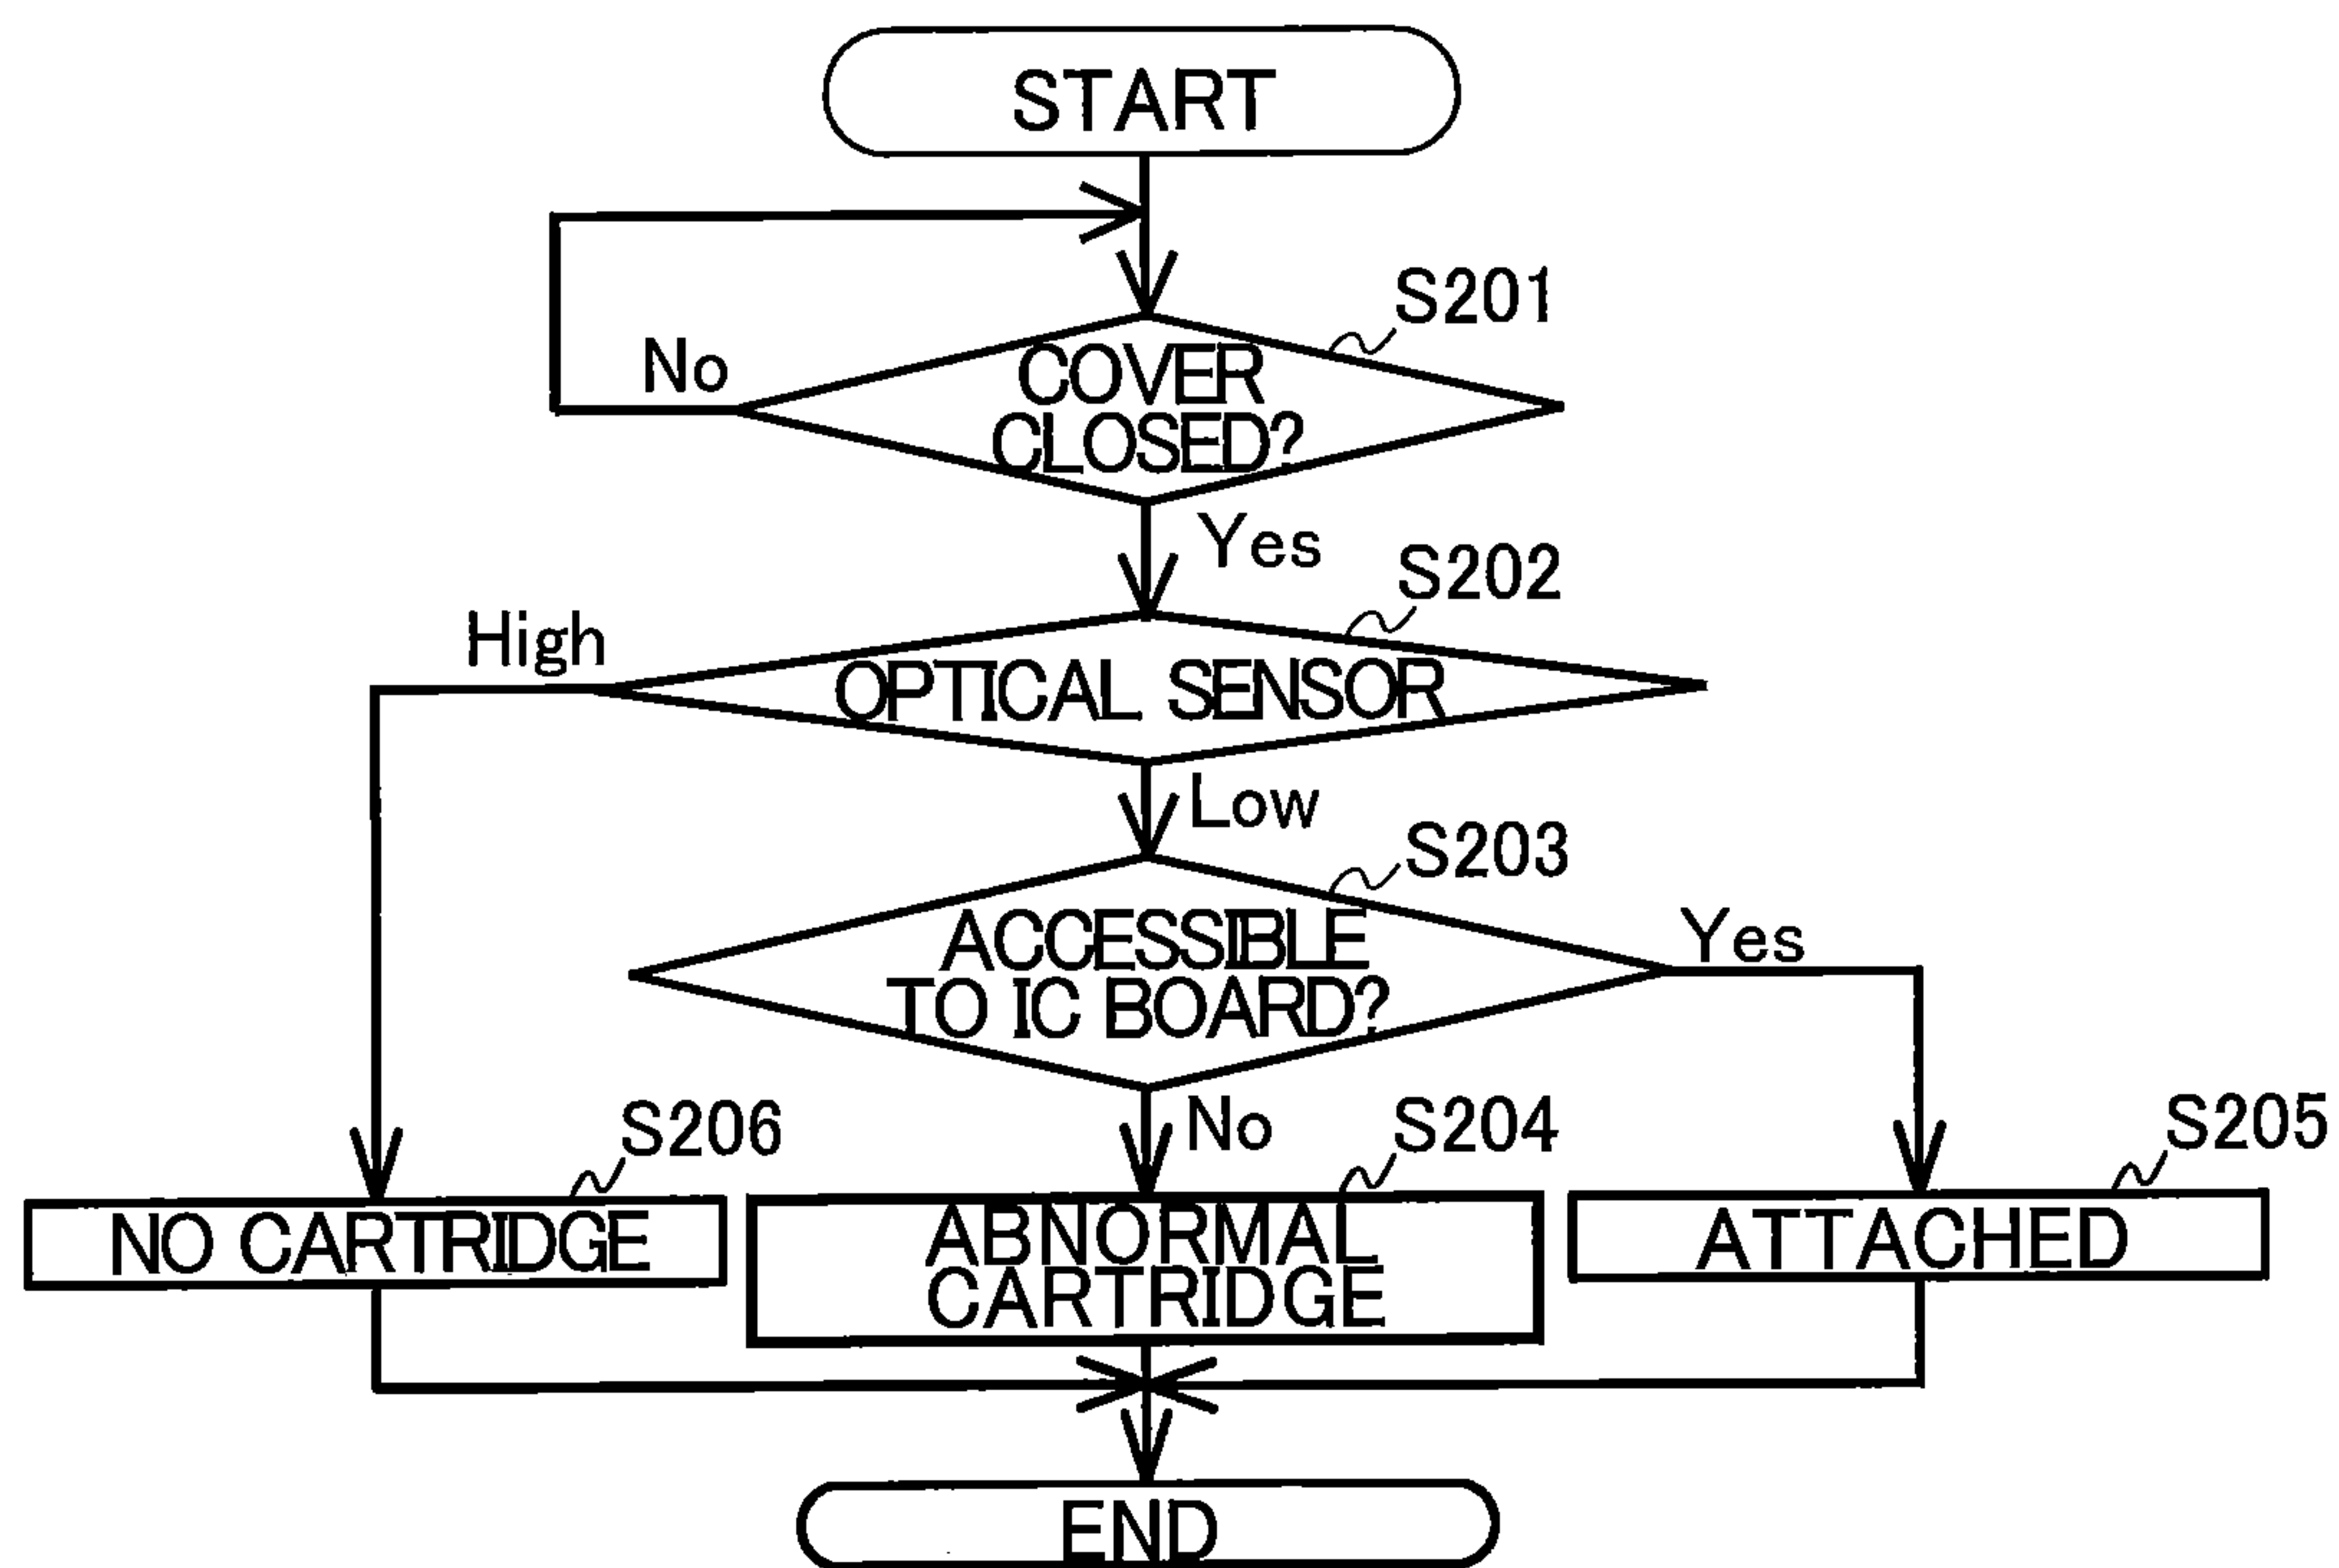 START
S201
No
COVER
CLOSED?
Yes
S202
High
OPTICAL SENSOR
Low
S203
ACCESSIBLE
TO IC BOARD?
Yes
No
S206
S204
S205
NO CARTRIDGE
ABNORMAL
CARTRIDGE
ATTACHED
END